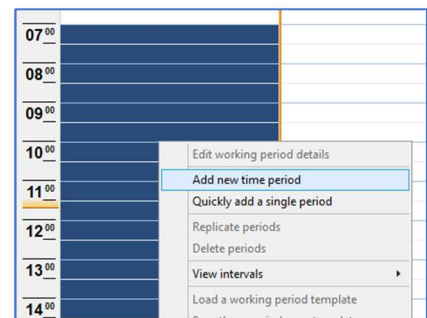 07 00
08 00
09 00
10 00
11 00
12 00
13 00
14 00
Edit working period details
Add new time period
Quickly add a single period
Replicate periods
Delete periods
View intervals
Load a working period template